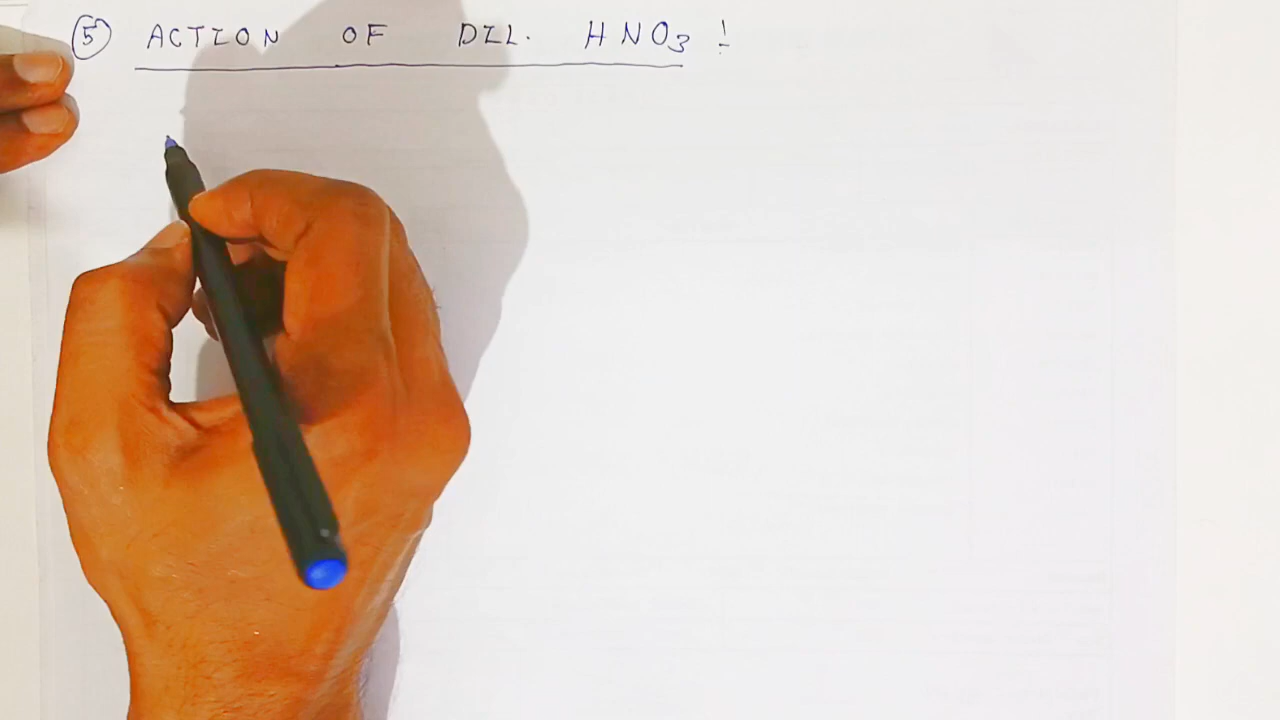 ⑤ ACTION OF DIL. HNO₃ :